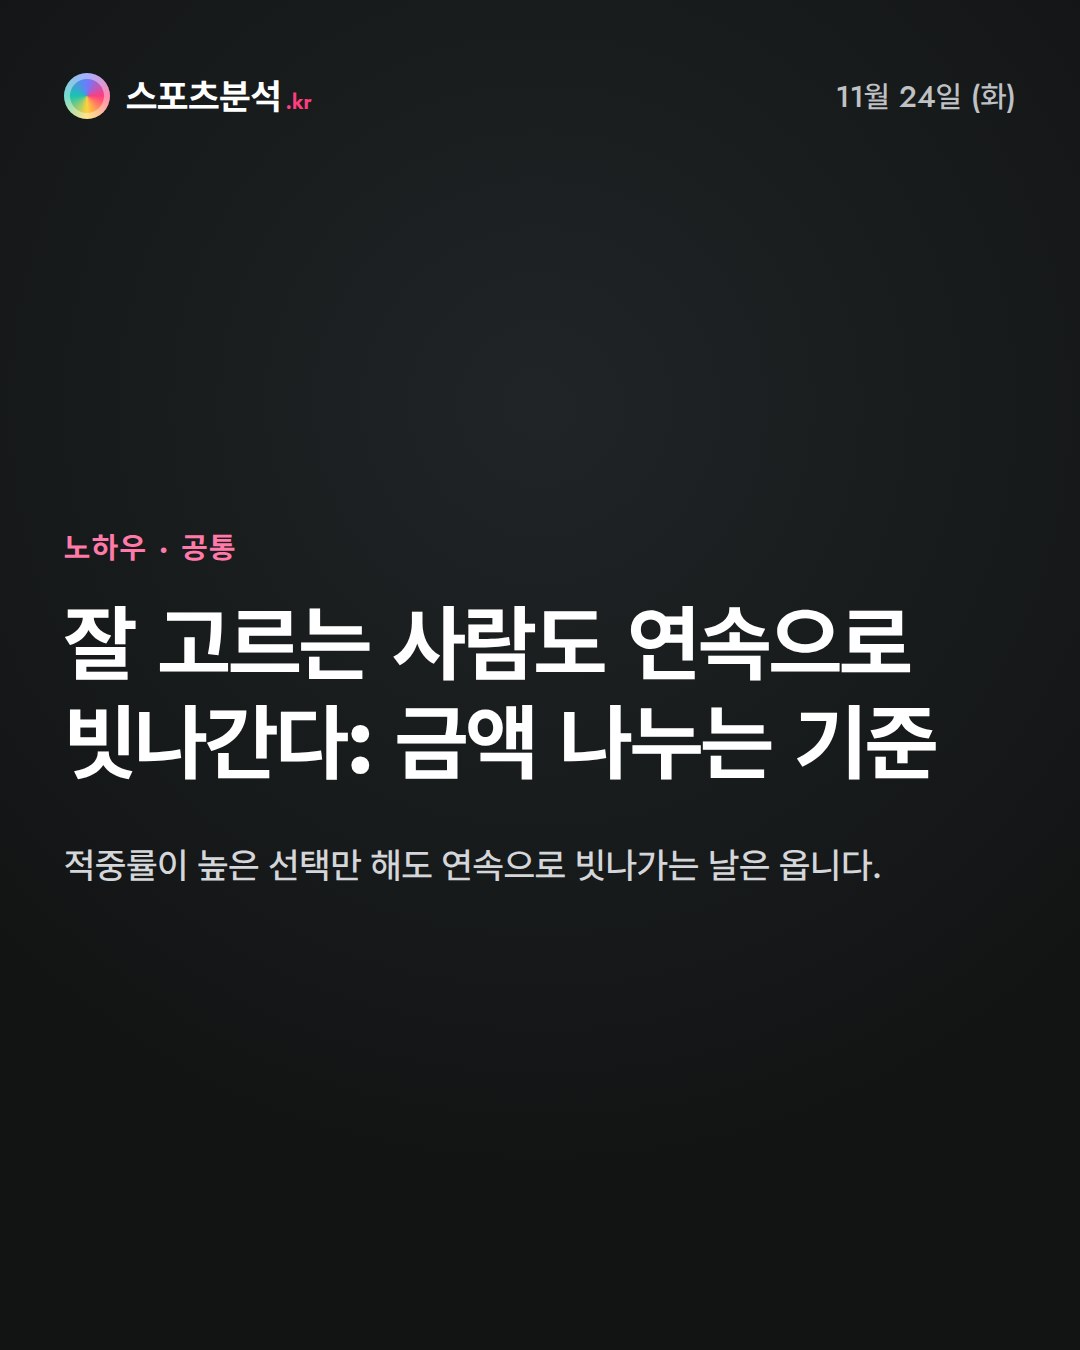 스포츠분석.kr
11월 24일 (화)
노하우 · 공통
잘 고르는 사람도 연속으로
빗나간다: 금액 나누는 기준
적중률이 높은 선택만 해도 연속으로 빗나가는 날은 옵니다.